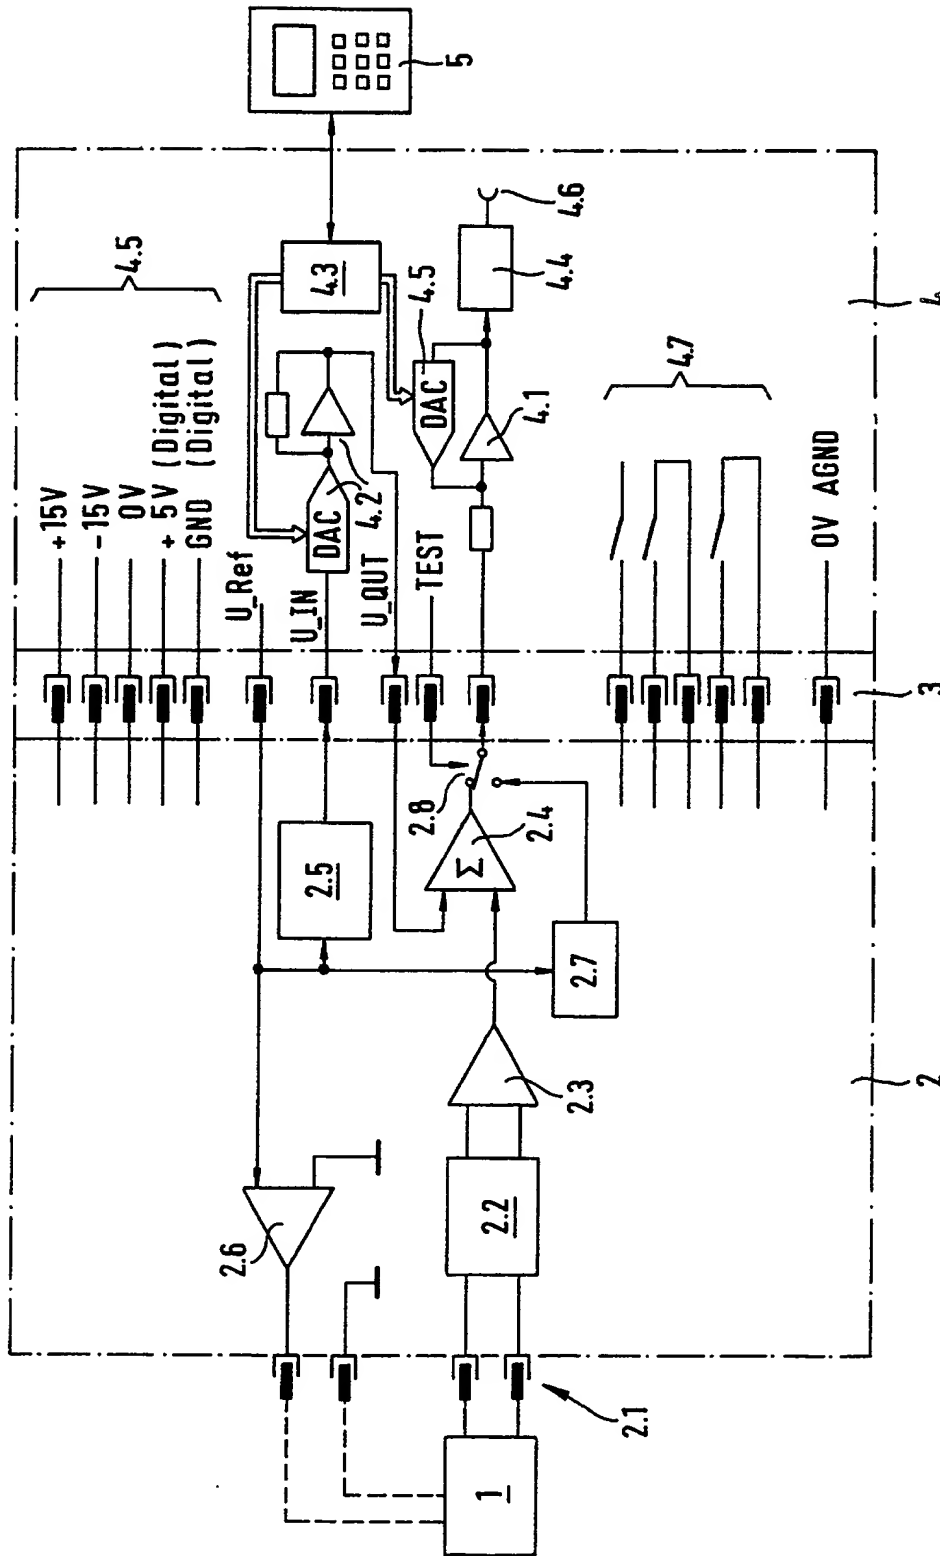 +15V
-15V
0V
+5V (Digital)
GND (Digital)
4.5
U_Ref
U_IN
U_OUT
TEST
DAC
4.2
4.3
5
DAC
4.5
4.1
4.4
4.6
4.7
0V AGND
4
3
2
2.5
2.8
Σ
2.4
2.7
2.6
2.3
2.2
2.1
1